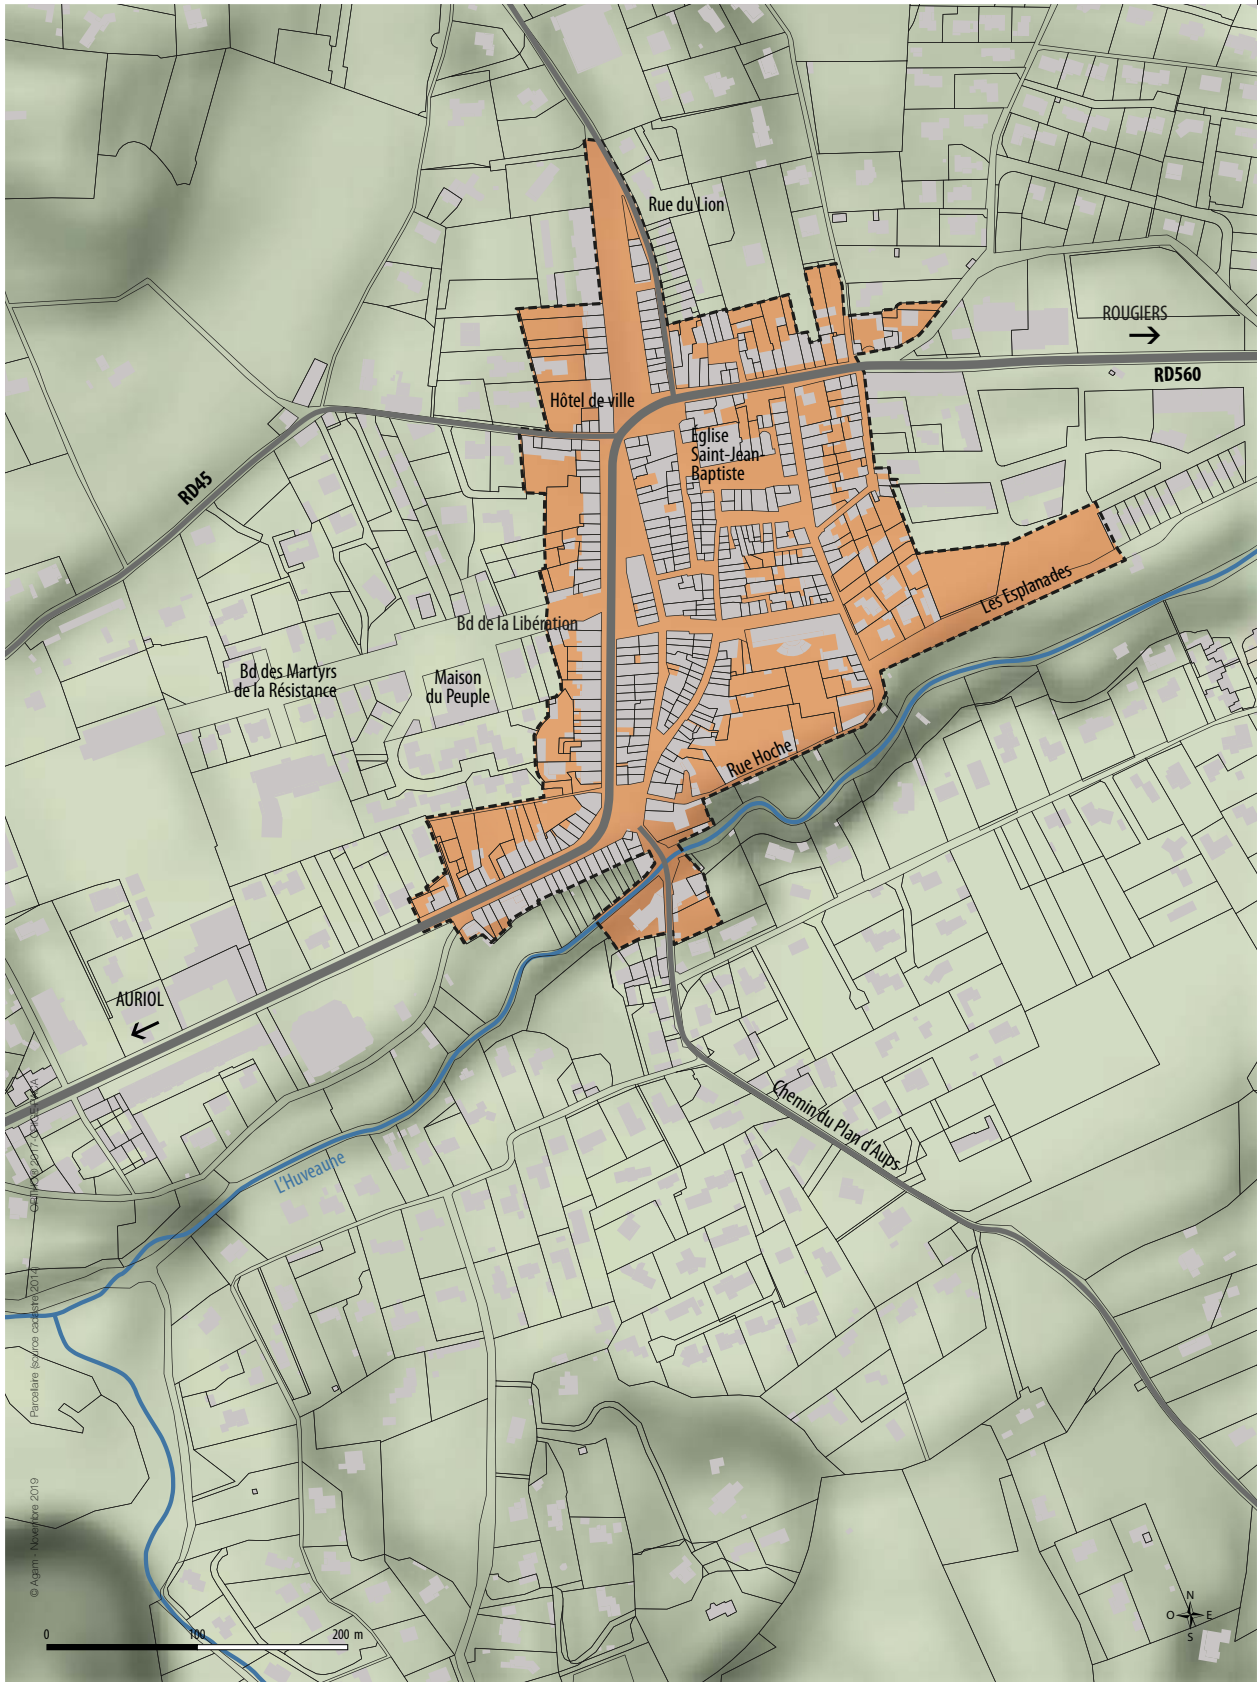 Rue du Lion
ROUGIERS
RD560
Hôtel de ville
Église
Saint-Jean-
Baptiste
RD45
Les Esplanades
Bd de la Libération
Bd des Martyrs
de la Résistance
Maison
du Peuple
Rue Hoche
AURIOL
Chemin du Plan d'Aups
L'Huveaune
Parcellaire (source cadastre 2014)
© Agam - Novembre 2019
0 100 200 m
N
O E
S